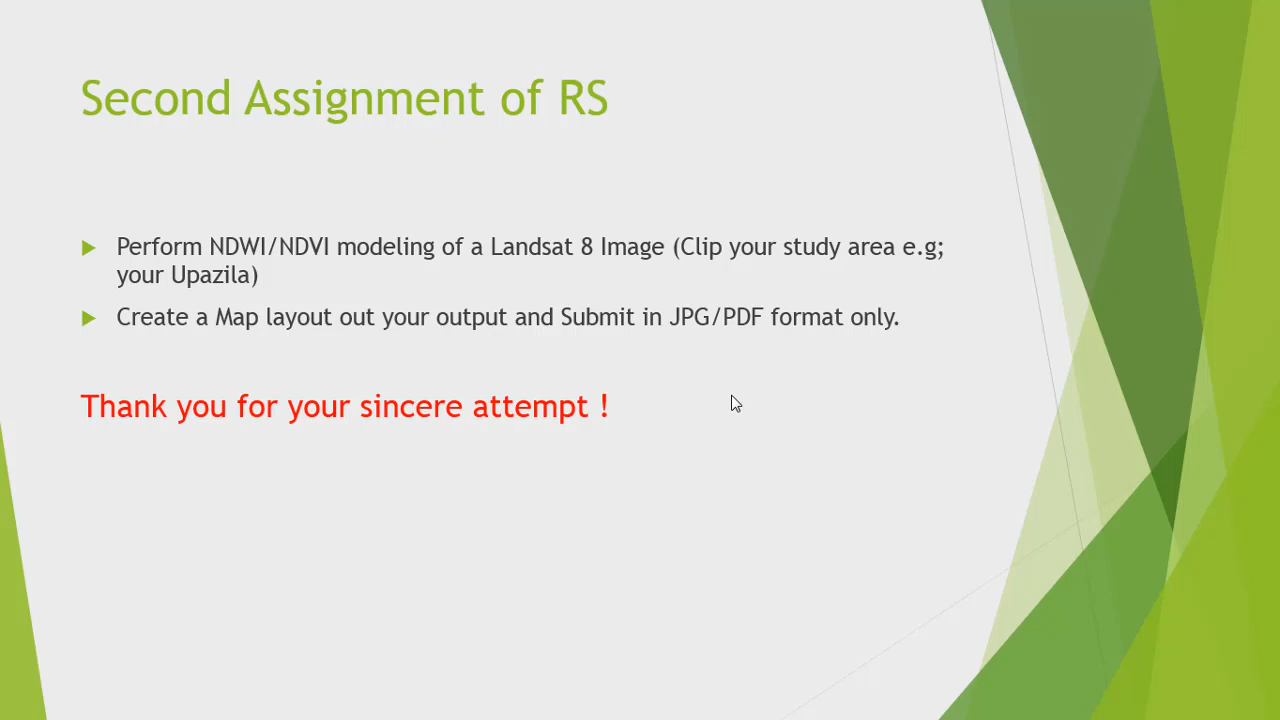 Second Assignment of RS
Perform NDWI/NDVI modeling of a Landsat 8 Image (Clip your study area e.g;
your Upazila)
Create a Map layout out your output and Submit in JPG/PDF format only.
Thank you for your sincere attempt !